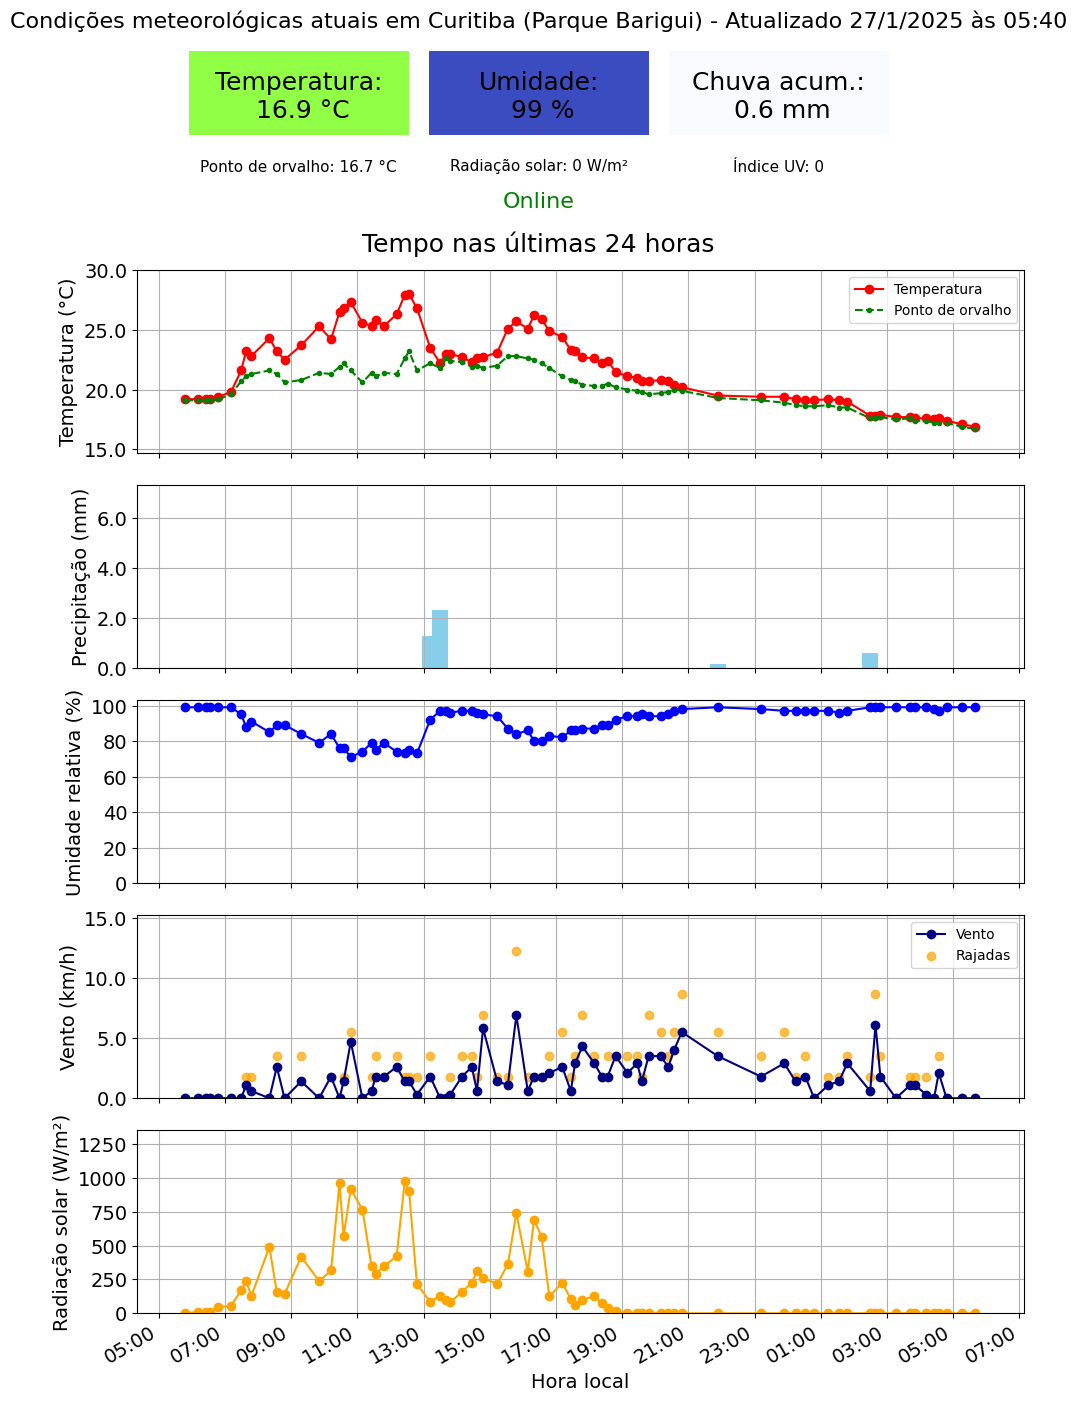 Condições meteorológicas atuais em Curitiba (Parque Barigui) - Atualizado 27/1/2025 às 05:40
Temperatura:
16.9 °C
Umidade:
99 %
Chuva acum.:
0.6 mm
Ponto de orvalho: 16.7 °C
Radiação solar: 0 W/m²
Índice UV: 0
Online
Tempo nas últimas 24 horas
Temperatura (°C)
30.0
25.0
20.0
15.0
Temperatura
Ponto de orvalho
Precipitação (mm)
6.0
4.0
2.0
0.0
Umidade relativa (%)
100
80
60
40
20
0
Vento (km/h)
15.0
10.0
5.0
0.0
Vento
Rajadas
Radiação solar (W/m²)
1250
1000
750
500
250
0
05:00
07:00
09:00
11:00
13:00
15:00
17:00
19:00
21:00
23:00
01:00
03:00
05:00
07:00
Hora local